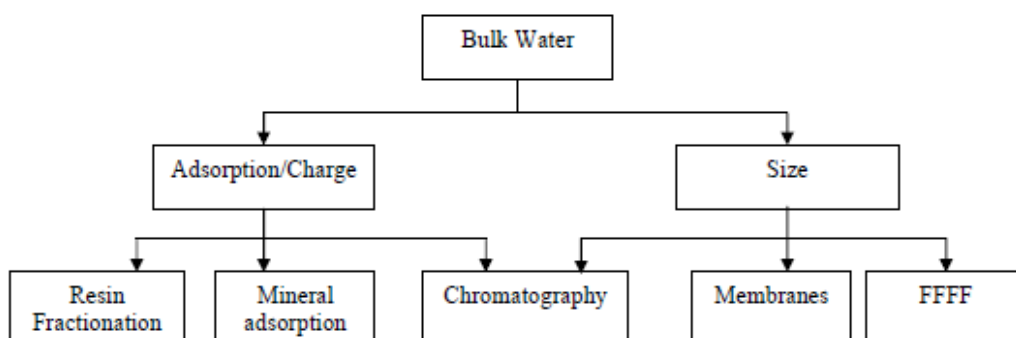 Bulk Water
Adsorption/Charge
Size
Resin
Fractionation
Mineral
adsorption
Chromatography
Membranes
FFFF